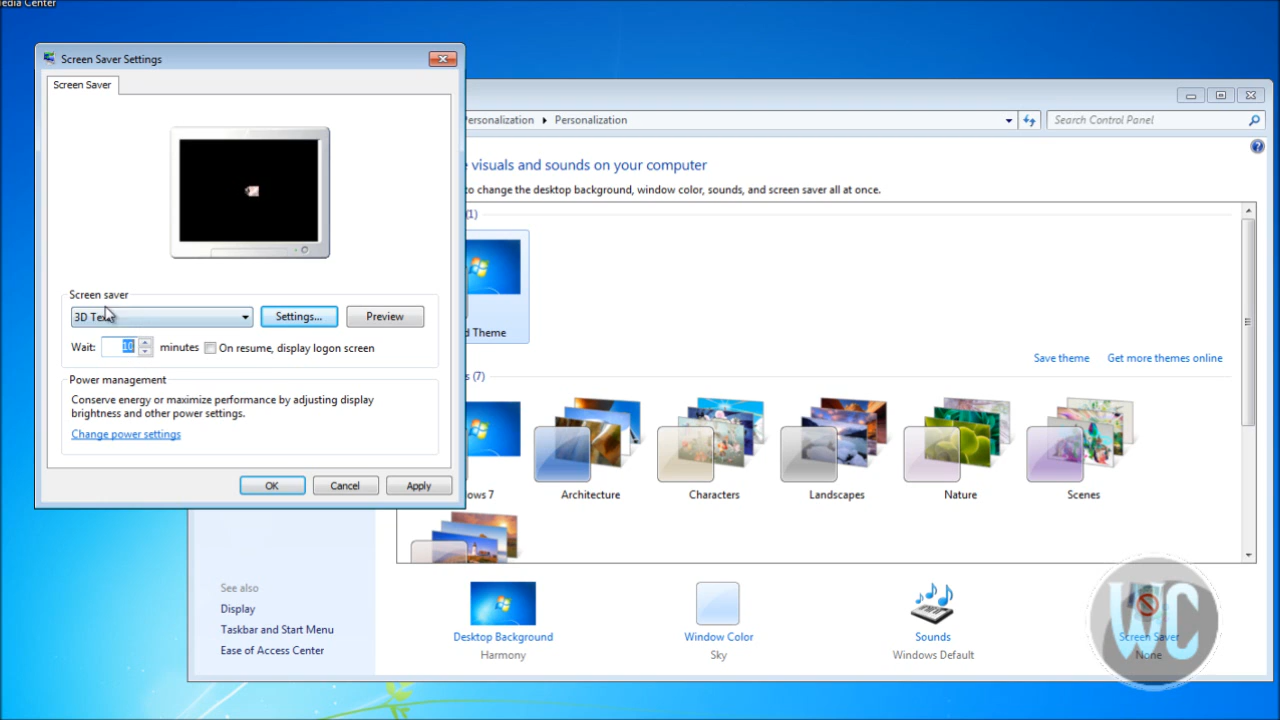 edia Center
Screen Saver Settings
Screen Saver
Screen saver
3D Text
Settings...
Preview
Wait:
10
minutes
On resume, display logon screen
Power management
Conserve energy or maximize performance by adjusting display
brightness and other power settings.
Change power settings
OK
Cancel
Apply
ersonalization
Personalization
Search Control Panel
visuals and sounds on your computer
to change the desktop background, window color, sounds, and screen saver all at once.
(1)
d Theme
Save theme
Get more themes online
s (7)
ows 7
Architecture
Characters
Landscapes
Nature
Scenes
See also
Display
Taskbar and Start Menu
Ease of Access Center
Desktop Background
Harmony
Window Color
Sky
Sounds
Windows Default
Screen Saver
None
WC